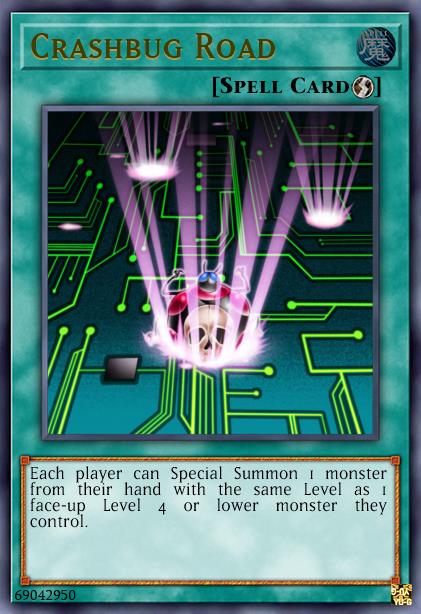 Crashbug Road
SPELL
魔
[Spell Card]
Each player can Special Summon 1 monster
from their hand with the same Level as 1
face-up Level 4 or lower monster they
control.
69042950